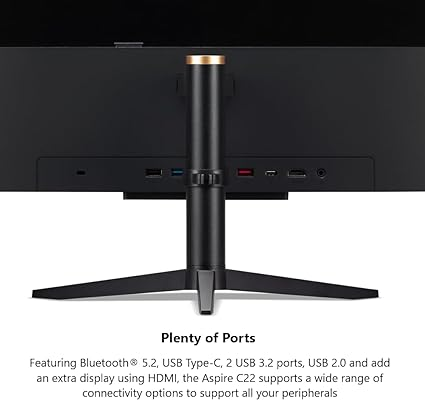 Plenty of Ports
Featuring Bluetooth® 5.2, USB Type-C, 2 USB 3.2 ports, USB 2.0 and add
an extra display using HDMI, the Aspire C22 supports a wide range of
connectivity options to support all your peripherals